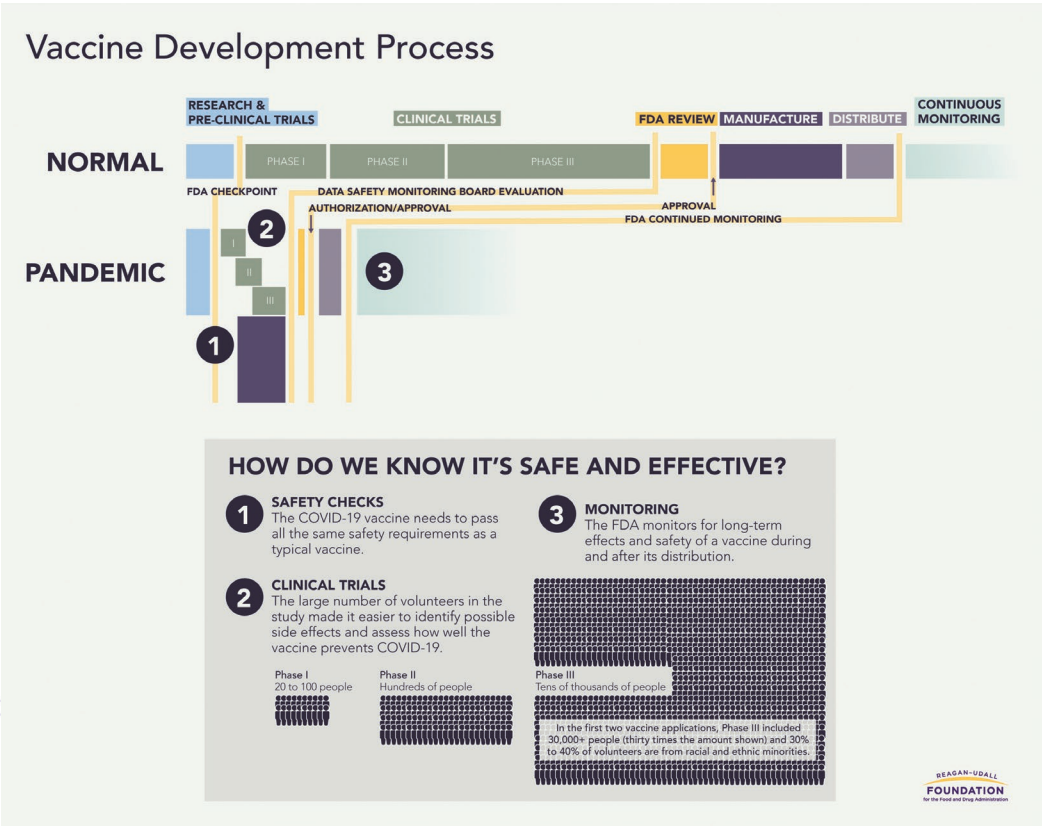 Vaccine Development Process
RESEARCH &
PRE-CLINICAL TRIALS
CLINICAL TRIALS
FDA REVIEW
MANUFACTURE
DISTRIBUTE
CONTINUOUS
MONITORING
NORMAL
PHASE I
PHASE II
PHASE III
FDA CHECKPOINT
DATA SAFETY MONITORING BOARD EVALUATION
AUTHORIZATION/APPROVAL
APPROVAL
FDA CONTINUED MONITORING
PANDEMIC
I
II
III
2
3
1
HOW DO WE KNOW IT'S SAFE AND EFFECTIVE?
1
SAFETY CHECKS
The COVID-19 vaccine needs to pass
all the same safety requirements as a
typical vaccine.
2
CLINICAL TRIALS
The large number of volunteers in the
study made it easier to identify possible
side effects and assess how well the
vaccine prevents COVID-19.
Phase I
20 to 100 people
Phase II
Hundreds of people
3
MONITORING
The FDA monitors for long-term
effects and safety of a vaccine during
and after its distribution.
Phase III
Tens of thousands of people
In the first two vaccine applications, Phase III included
30,000+ people (thirty times the amount shown) and 30%
to 40% of volunteers are from racial and ethnic minorities.
REAGAN-UDALL
FOUNDATION
for the Food and Drug Administration